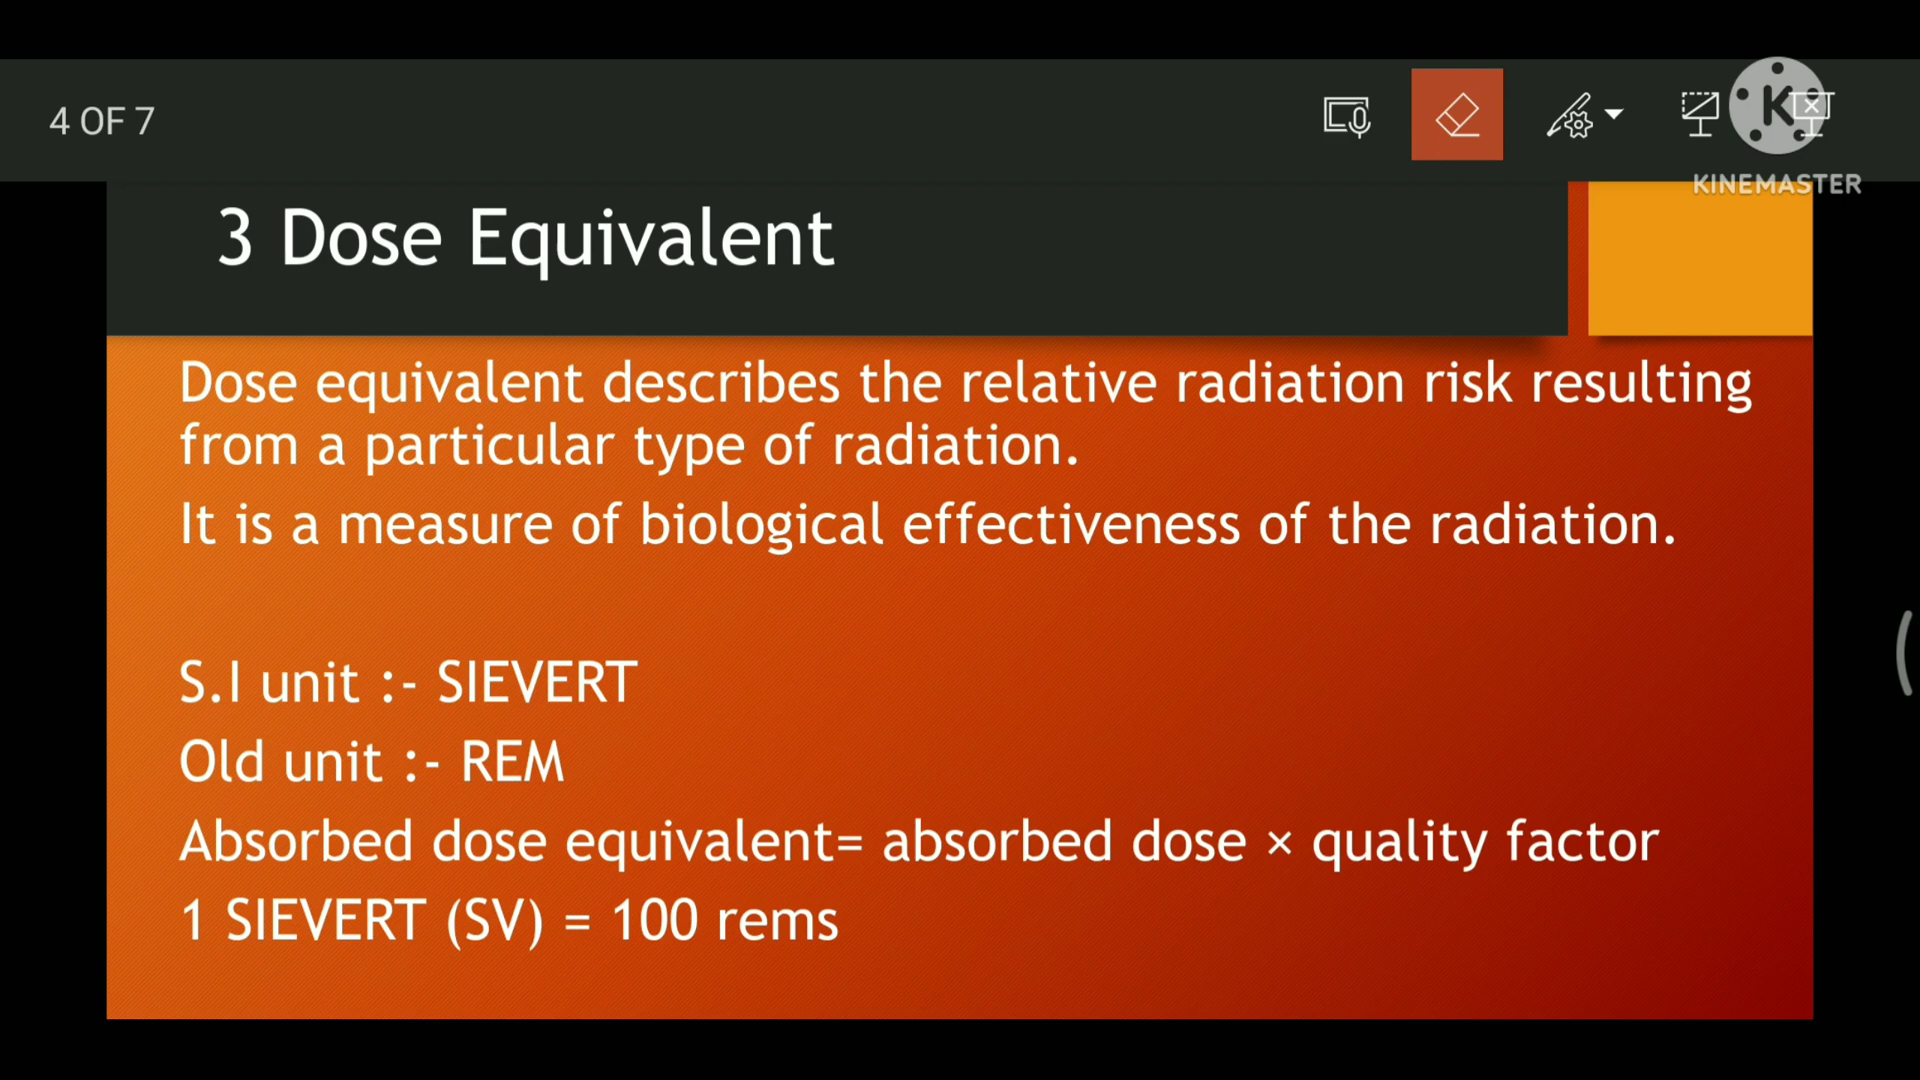 4 OF 7
K
KINEMASTER
3 Dose Equivalent
Dose equivalent describes the relative radiation risk resulting
from a particular type of radiation.
It is a measure of biological effectiveness of the radiation.
S.I unit :- SIEVERT
Old unit :- REM
Absorbed dose equivalent= absorbed dose × quality factor
1 SIEVERT (SV) = 100 rems